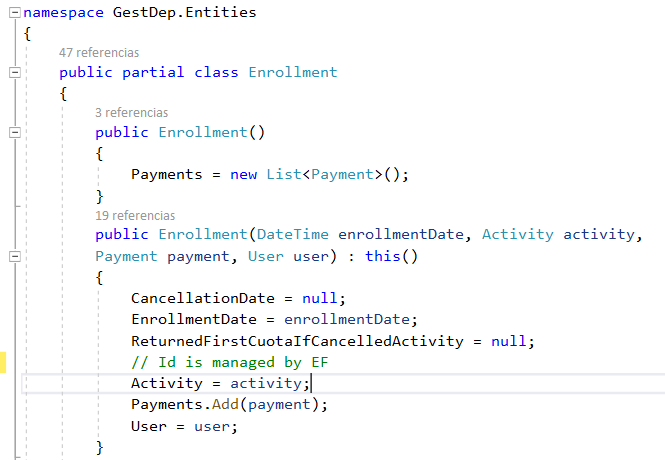 namespace GestDep.Entities
{
47 referencias
public partial class Enrollment
{
3 referencias
public Enrollment()
{
Payments = new List<Payment>();
}
19 referencias
public Enrollment(DateTime enrollmentDate, Activity activity,
Payment payment, User user) : this()
{
CancellationDate = null;
EnrollmentDate = enrollmentDate;
ReturnedFirstCuotaIfCancelledActivity = null;
// Id is managed by EF
Activity = activity;
Payments.Add(payment);
User = user;
}